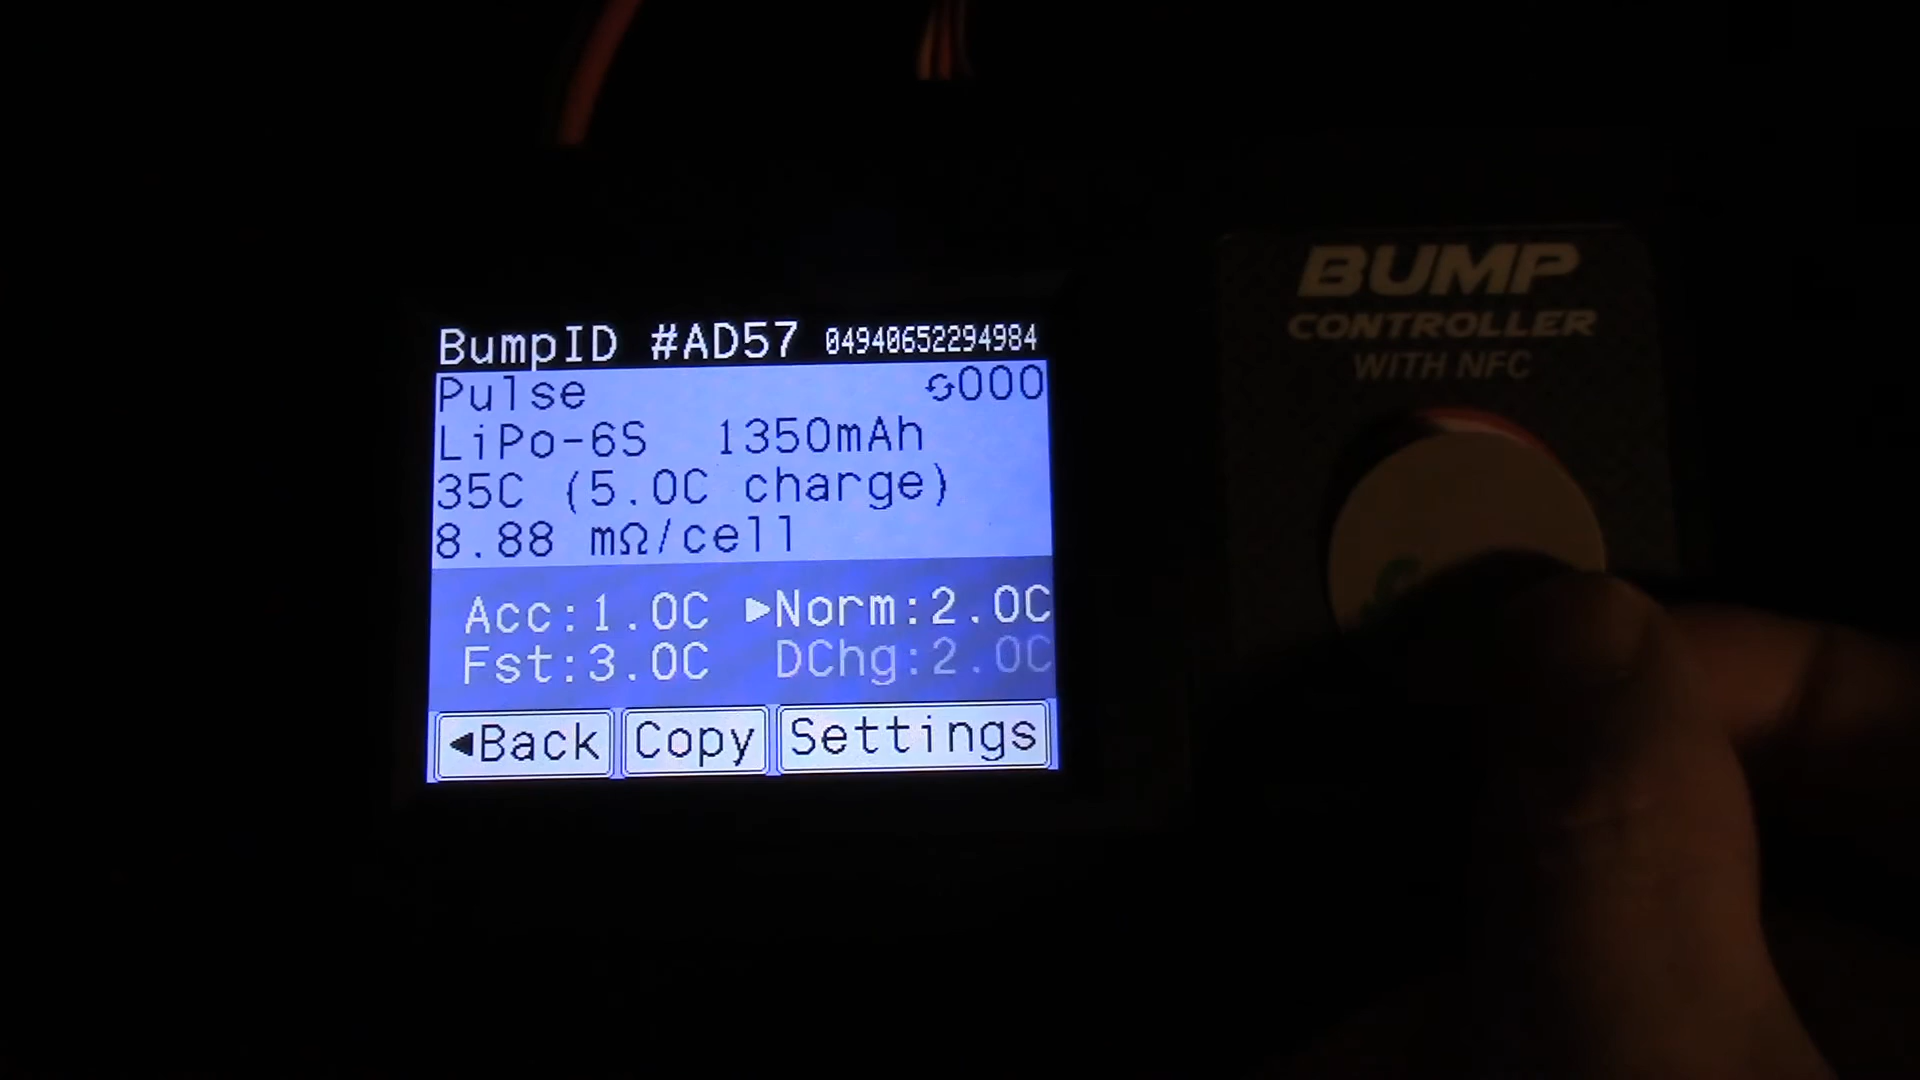 BumpID #AD57 04940652294984
Pulse 000
LiPo-6S 1350mAh
35C (5.0C charge)
8.88 mΩ/cell
Acc:1.0C ▶Norm:2.0C
Fst:3.0C DChg:2.0C
◀Back Copy Settings
BUMP
CONTROLLER
WITH NFC